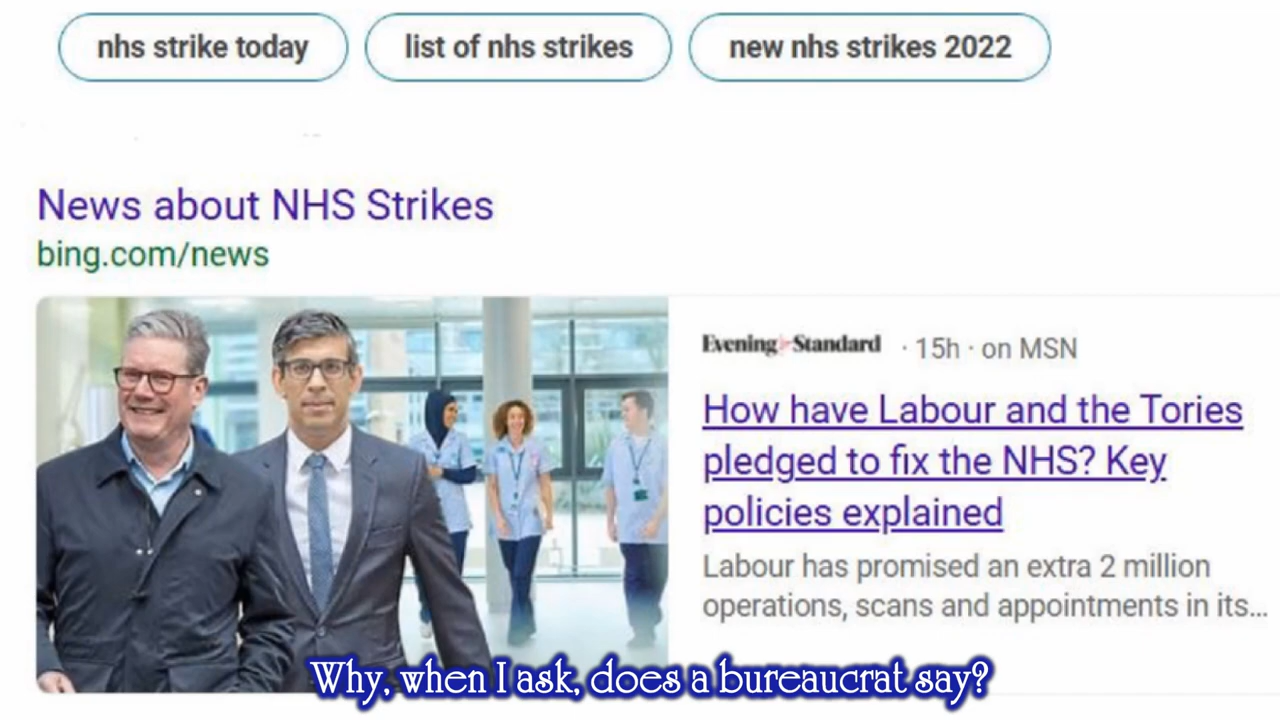 nhs strike today
list of nhs strikes
new nhs strikes 2022
News about NHS Strikes
bing.com/news
Evening Standard · 15h · on MSN
How have Labour and the Tories
pledged to fix the NHS? Key
policies explained
Labour has promised an extra 2 million
operations, scans and appointments in its...
Why, when I ask, does a bureaucrat say?